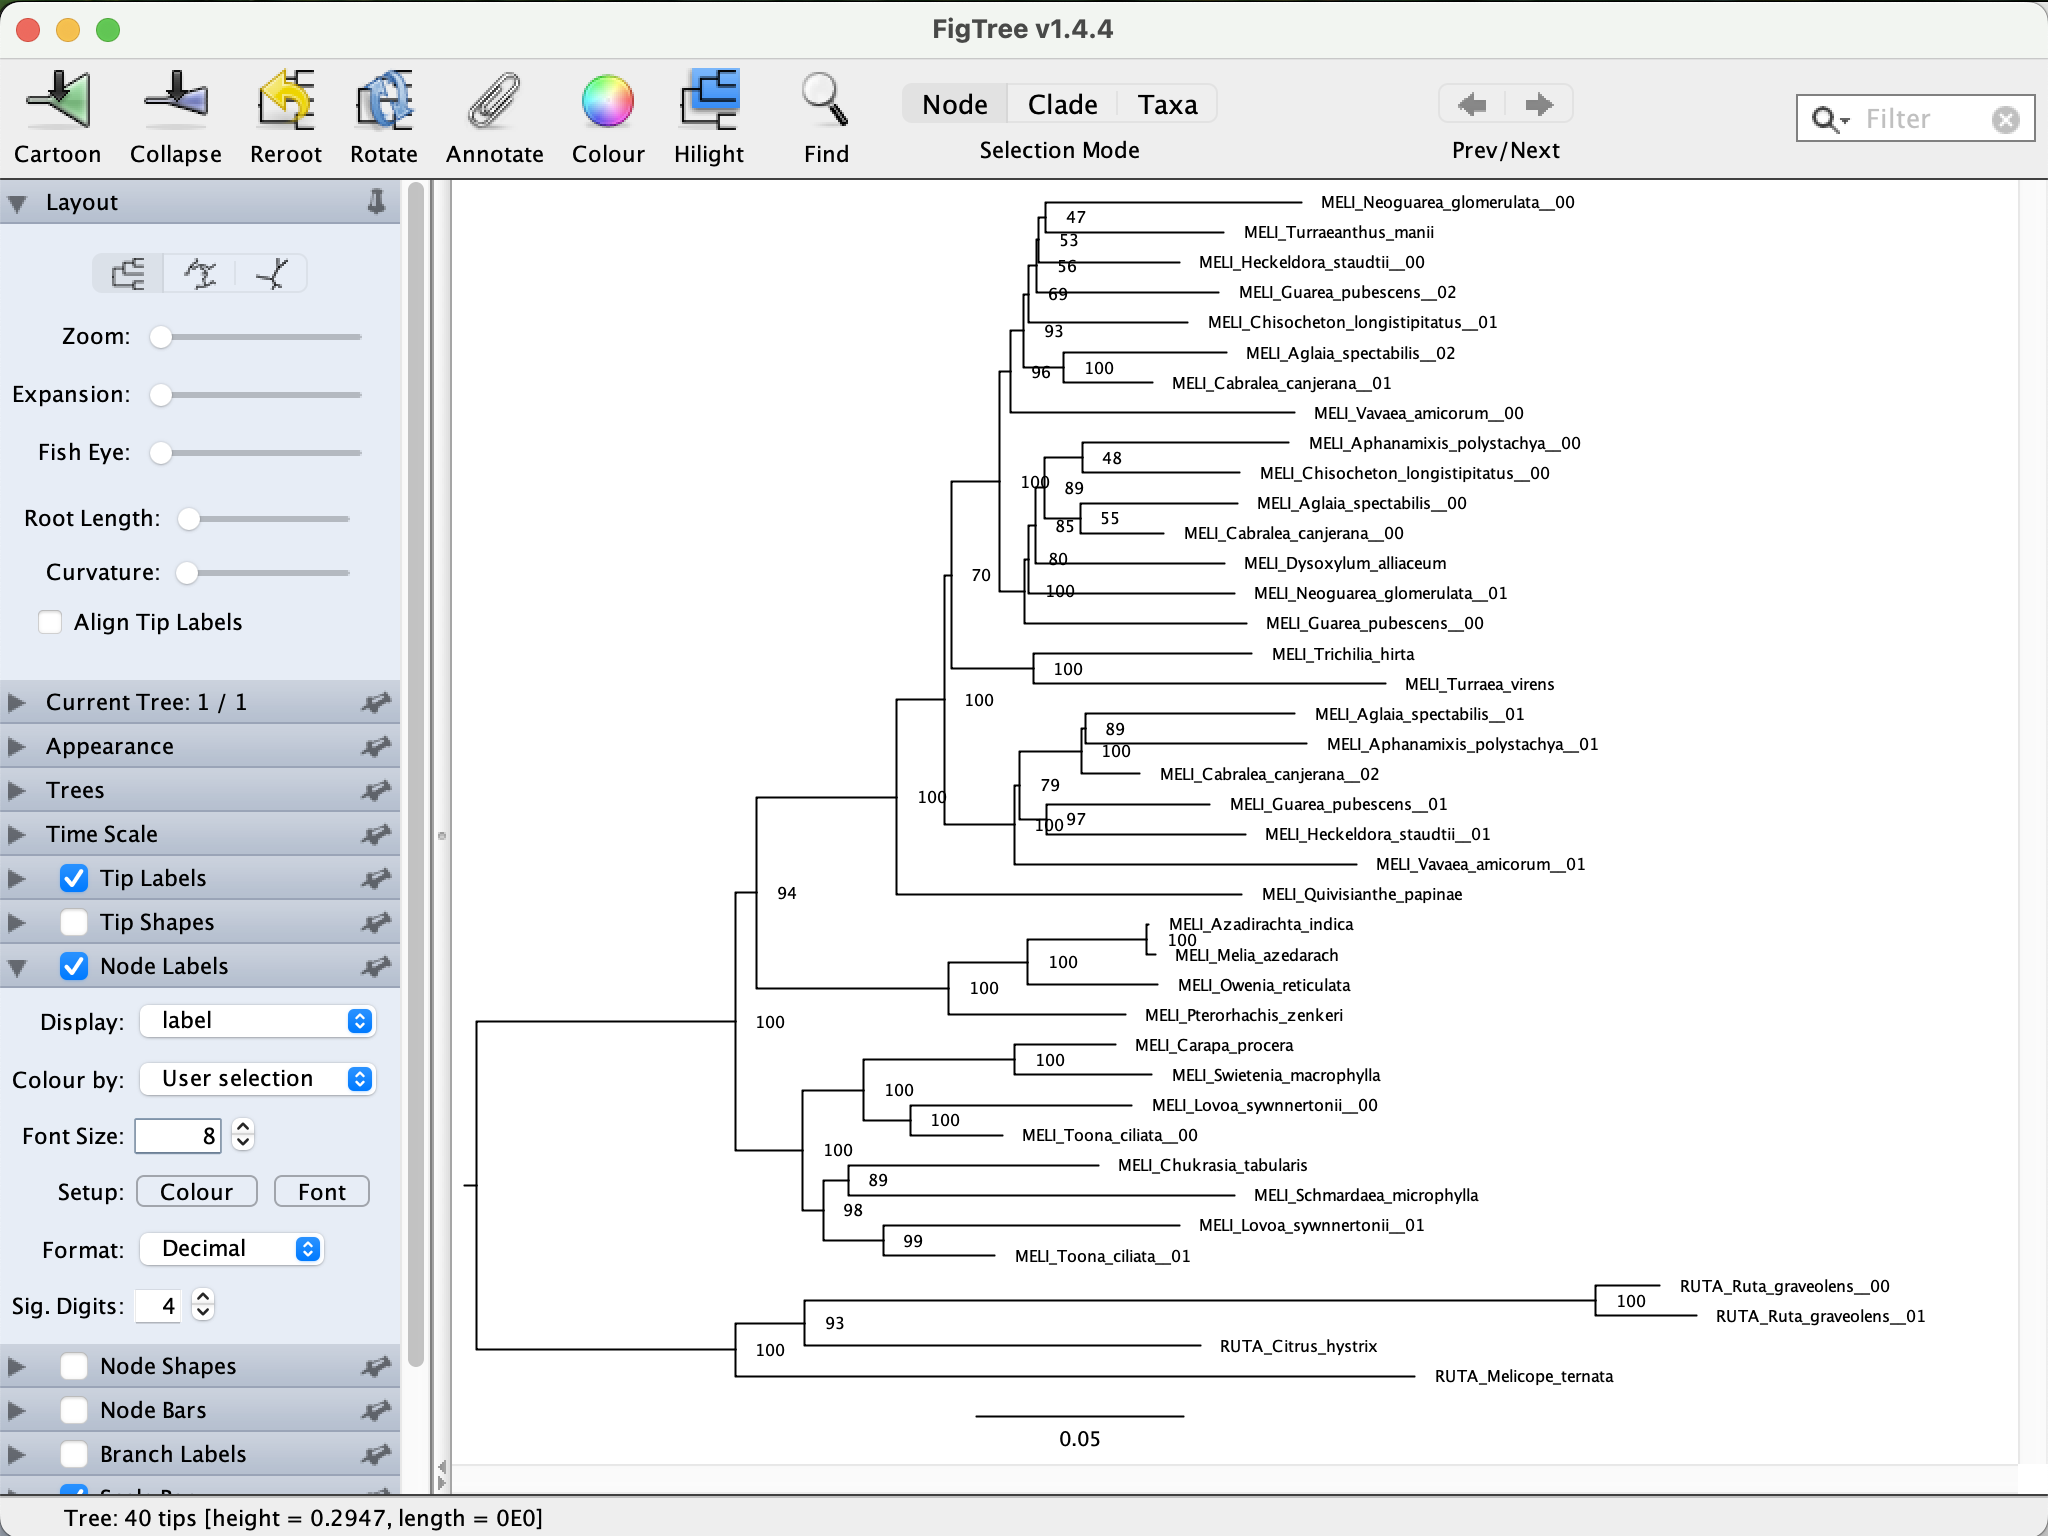 FigTree v1.4.4
Cartoon Collapse Reroot Rotate Annotate Colour Hilight Find
Node Clade Taxa
Selection Mode
Prev/Next
Filter
Layout
Zoom:
Expansion:
Fish Eye:
Root Length:
Curvature:
Align Tip Labels
Current Tree: 1 / 1
Appearance
Trees
Time Scale
Tip Labels
Tip Shapes
Node Labels
Display: label
Colour by: User selection
Font Size: 8
Setup: Colour Font
Format: Decimal
Sig. Digits: 4
Node Shapes
Node Bars
Branch Labels
MELI_Neoguarea_glomerulata__00
47
MELI_Turraeanthus_manii
53
MELI_Heckeldora_staudtii__00
56
MELI_Guarea_pubescens__02
69
MELI_Chisocheton_longistipitatus__01
93
MELI_Aglaia_spectabilis__02
96 100
MELI_Cabralea_canjerana__01
MELI_Vavaea_amicorum__00
MELI_Aphanamixis_polystachya__00
48
MELI_Chisocheton_longistipitatus__00
100 89
MELI_Aglaia_spectabilis__00
85 55
MELI_Cabralea_canjerana__00
80
MELI_Dysoxylum_alliaceum
70
100
MELI_Neoguarea_glomerulata__01
MELI_Guarea_pubescens__00
MELI_Trichilia_hirta
100
MELI_Turraea_virens
100
MELI_Aglaia_spectabilis__01
89
MELI_Aphanamixis_polystachya__01
100
MELI_Cabralea_canjerana__02
79
100
MELI_Guarea_pubescens__01
100 97
MELI_Heckeldora_staudtii__01
MELI_Vavaea_amicorum__01
94
MELI_Quivisianthe_papinae
MELI_Azadirachta_indica
100
MELI_Melia_azedarach
100
MELI_Owenia_reticulata
100
MELI_Pterorhachis_zenkeri
100
MELI_Carapa_procera
100
MELI_Swietenia_macrophylla
100
MELI_Lovoa_sywnnertonii__00
100
MELI_Toona_ciliata__00
100
MELI_Chukrasia_tabularis
89
MELI_Schmardaea_microphylla
98
MELI_Lovoa_sywnnertonii__01
99
MELI_Toona_ciliata__01
RUTA_Ruta_graveolens__00
100
RUTA_Ruta_graveolens__01
93
RUTA_Citrus_hystrix
100
RUTA_Melicope_ternata
0.05
Tree: 40 tips [height = 0.2947, length = 0E0]